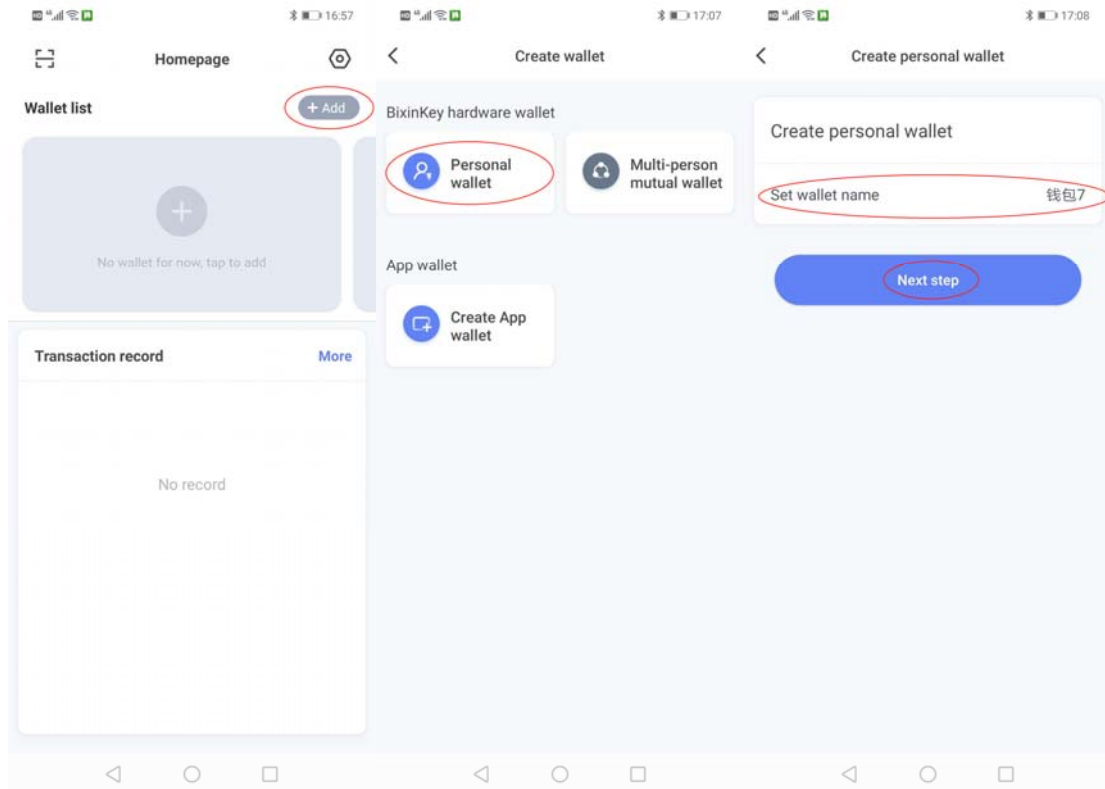 16:57
Homepage
Wallet list
+ Add
No wallet for now, tap to add
Transaction record
More
No record
17:07
Create wallet
BixinKey hardware wallet
Personal
wallet
Multi-person
mutual wallet
App wallet
Create App
wallet
17:08
Create personal wallet
Create personal wallet
Set wallet name
钱包7
Next step